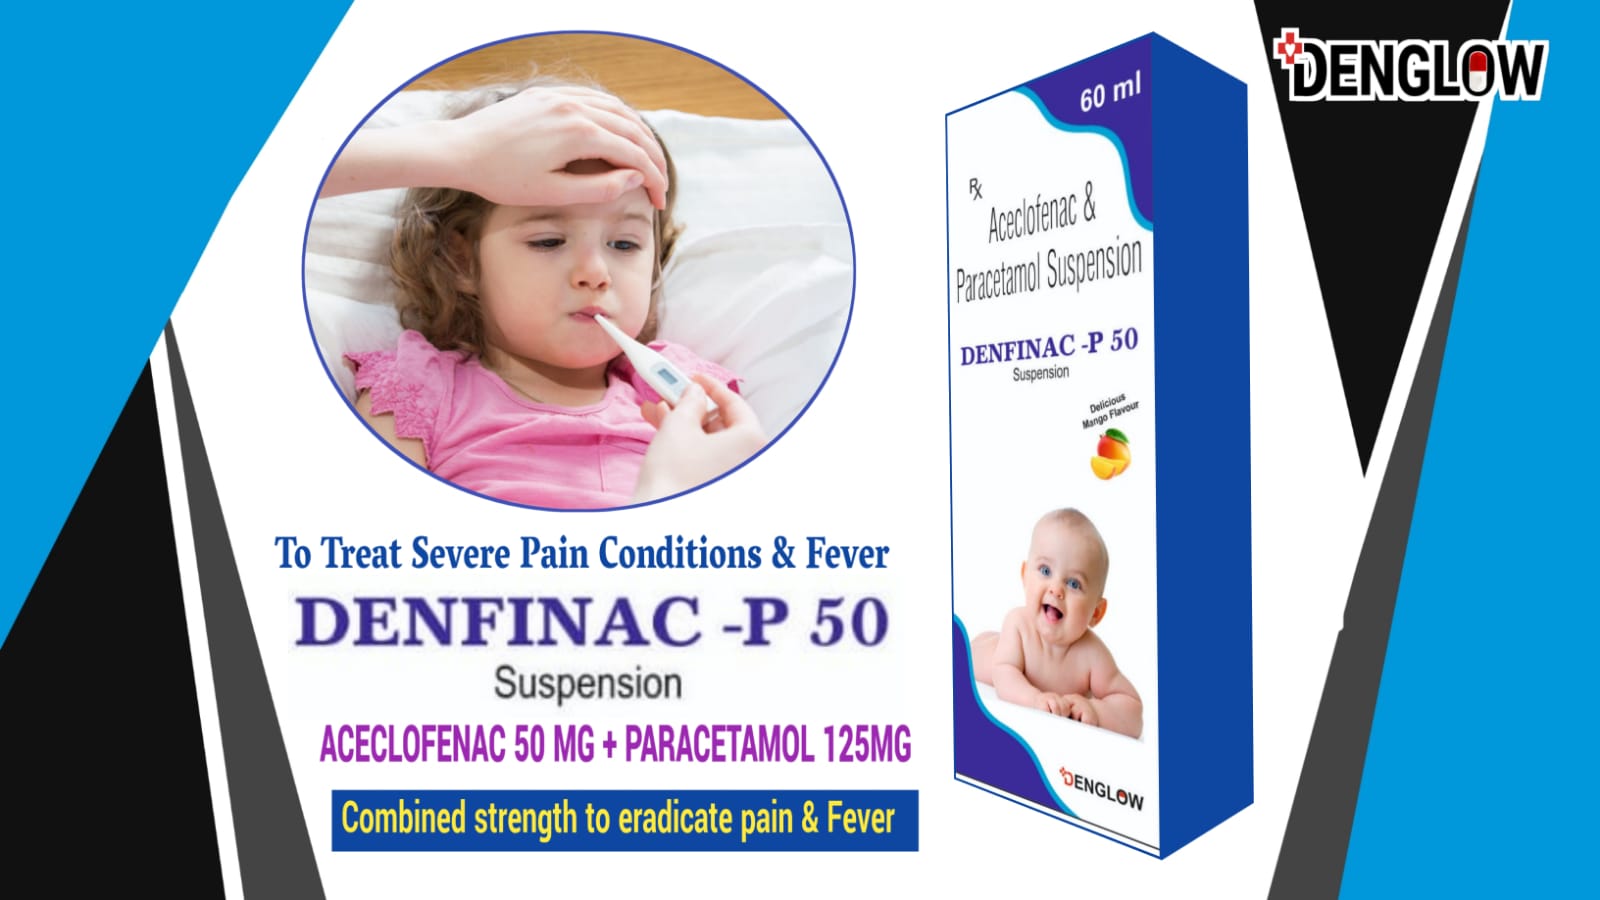 DENGLOW
60 ml
Rx
Aceclofenac &
Paracetamol Suspension
DENFINAC -P 50
Suspension
Delicious
Mango Flavour
DENGLOW
To Treat Severe Pain Conditions & Fever
DENFINAC -P 50
Suspension
ACECLOFENAC 50 MG + PARACETAMOL 125MG
Combined strength to eradicate pain & Fever